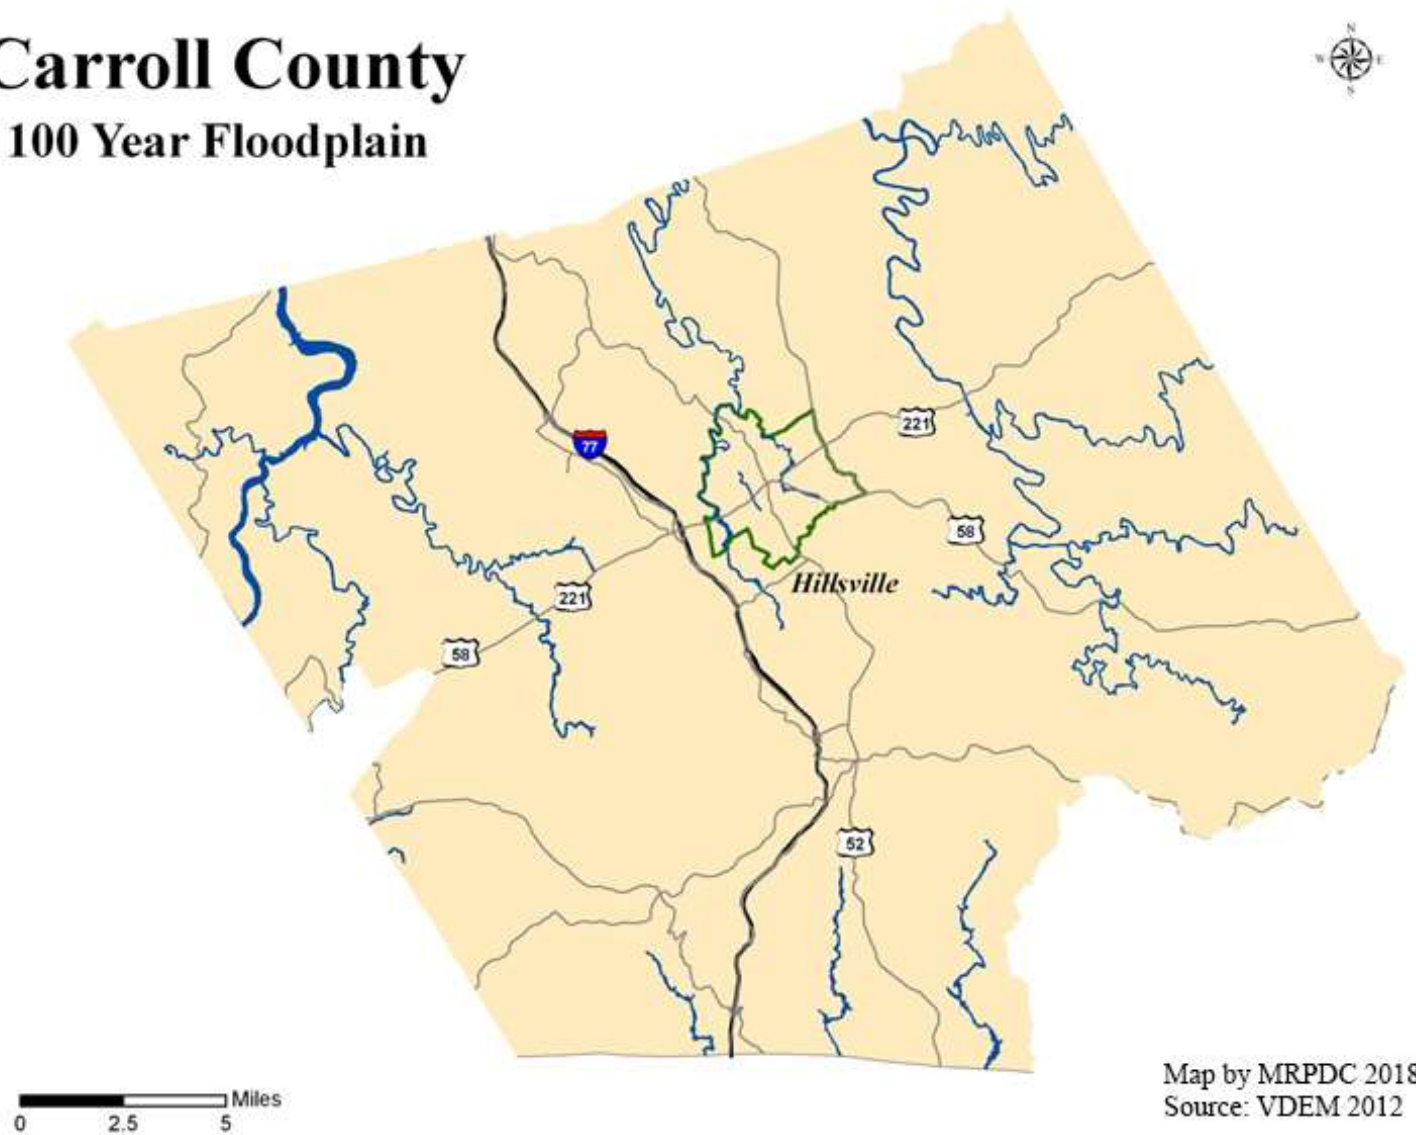 Carroll County
100 Year Floodplain
N
W E
S
77
221
58
221
58
Hillsville
52
Miles
0 2.5 5
Map by MRPDC 2018
Source: VDEM 2012